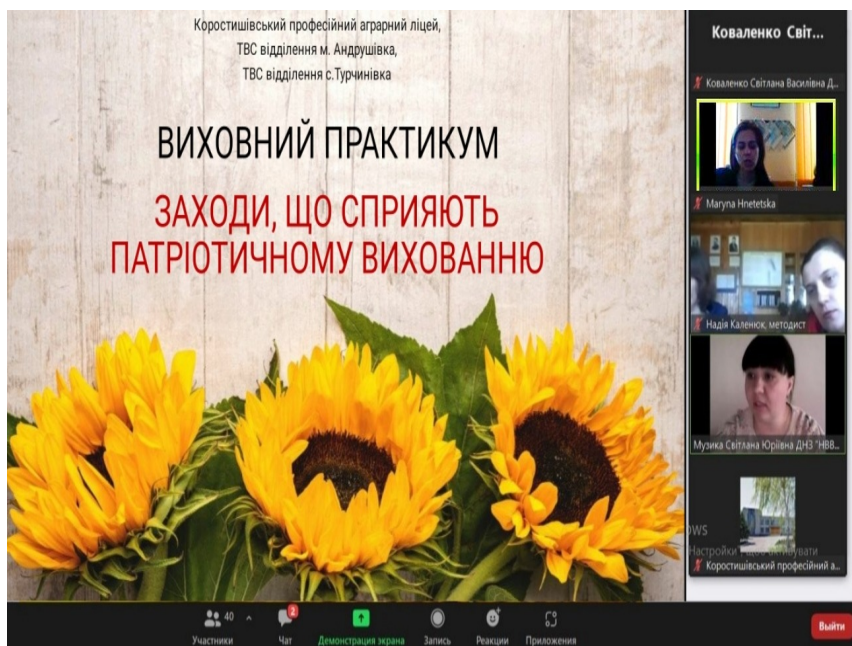 Коростишівський професійний аграрний ліцей,
ТВС відділення м. Андрушівка,
ТВС відділення с.Турчинівка
ВИХОВНИЙ ПРАКТИКУМ
ЗАХОДИ, ЩО СПРИЯЮТЬ
ПАТРІОТИЧНОМУ ВИХОВАННЮ
Коваленко Світ...
Коваленко Світлана Василівна Д...
Maryna Hnetetska
Надія Каленюк, методист
Музика Світлана Юріївна ДНЗ "НВВ...
Коростишівський професійний а...
40
2
Участники
Чат
Демонстрация экрана
Запись
Реакции
Приложения
Выйти